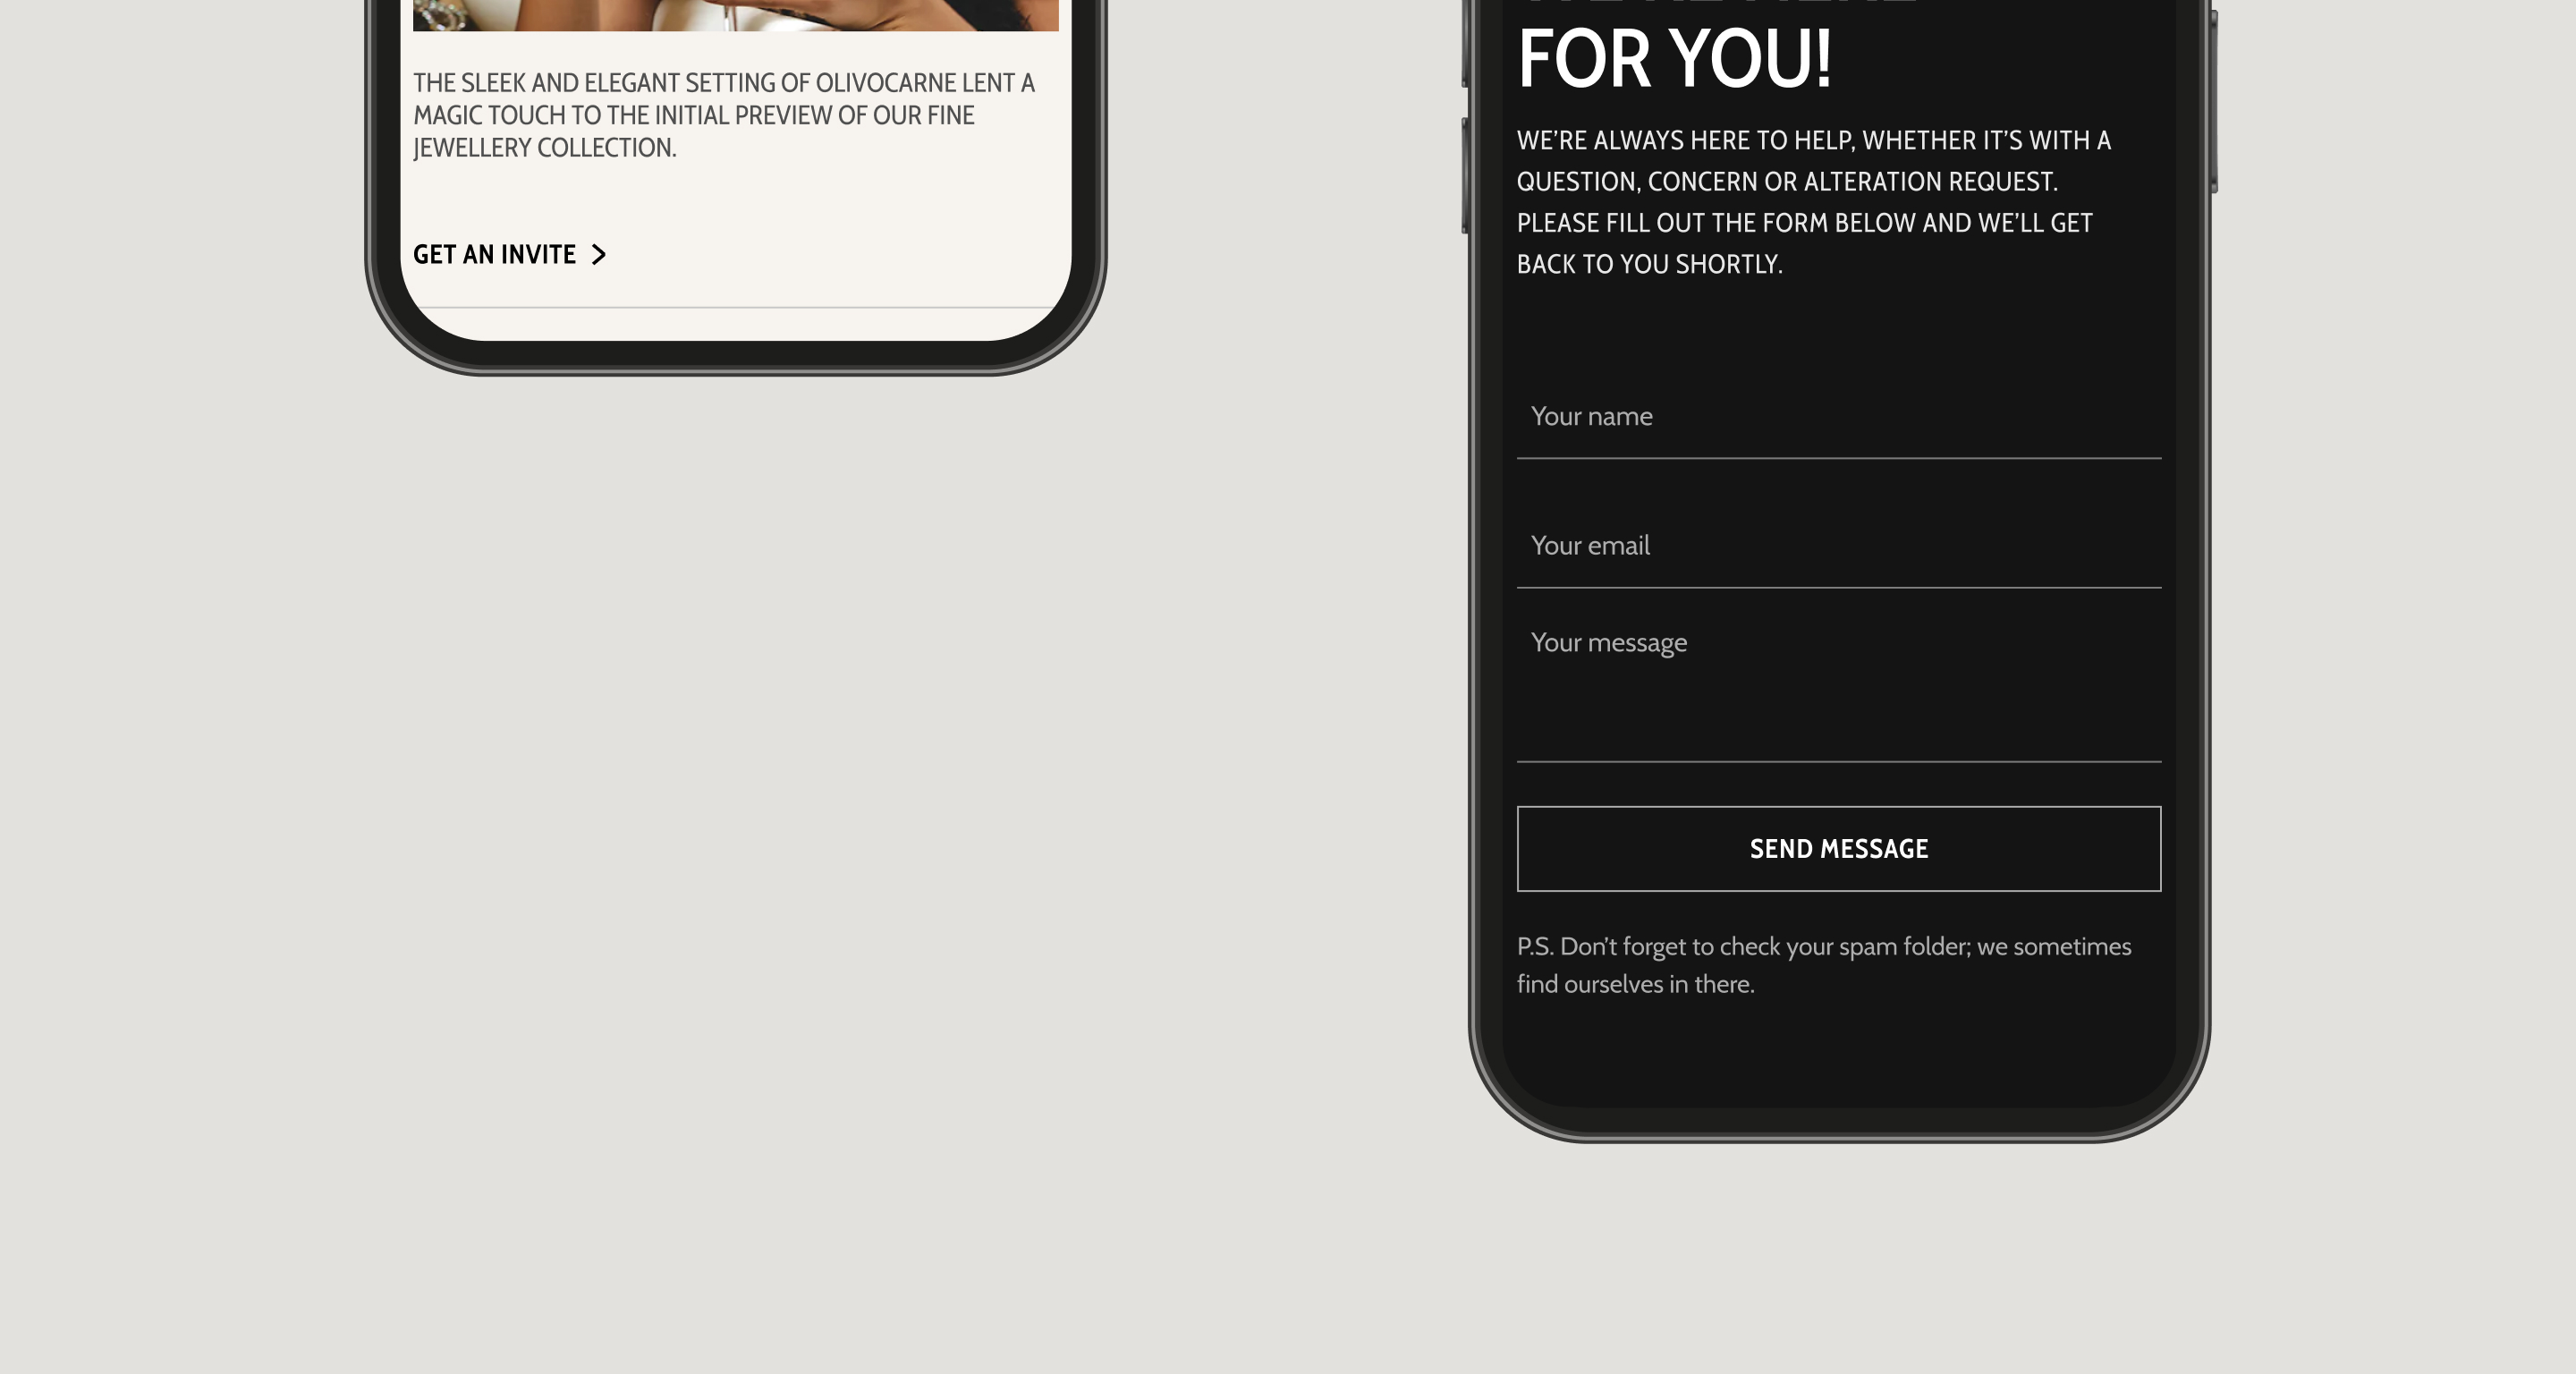 THE SLEEK AND ELEGANT SETTING OF OLIVOCARNE LENT A
MAGIC TOUCH TO THE INITIAL PREVIEW OF OUR FINE
JEWELLERY COLLECTION.
GET AN INVITE
FOR YOU!
WE’RE ALWAYS HERE TO HELP, WHETHER IT’S WITH A
QUESTION, CONCERN OR ALTERATION REQUEST.
PLEASE FILL OUT THE FORM BELOW AND WE’LL GET
BACK TO YOU SHORTLY.
Your name
Your email
Your message
SEND MESSAGE
P.S. Don’t forget to check your spam folder; we sometimes
find ourselves in there.